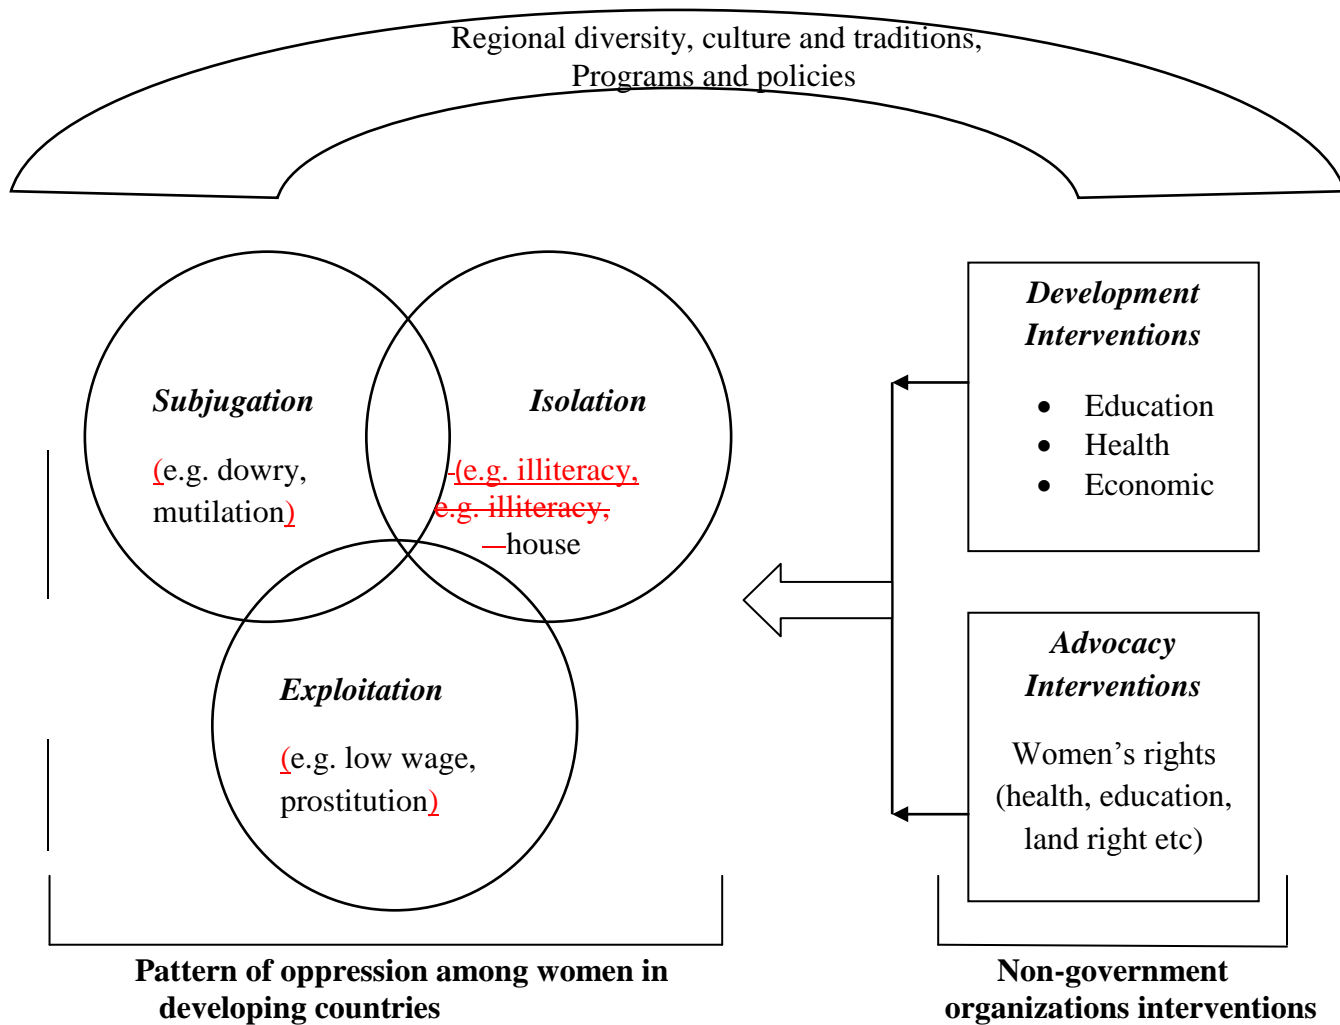 Regional diversity, culture and traditions,
Programs and policies
Subjugation
(e.g. dowry,
mutilation)
Isolation
(e.g. illiteracy,
e.g. illiteracy,
house
Exploitation
(e.g. low wage,
prostitution)
Development
Interventions
• Education
• Health
• Economic
Advocacy
Interventions
Women’s rights
(health, education,
land right etc)
Pattern of oppression among women in
developing countries
Non-government
organizations interventions